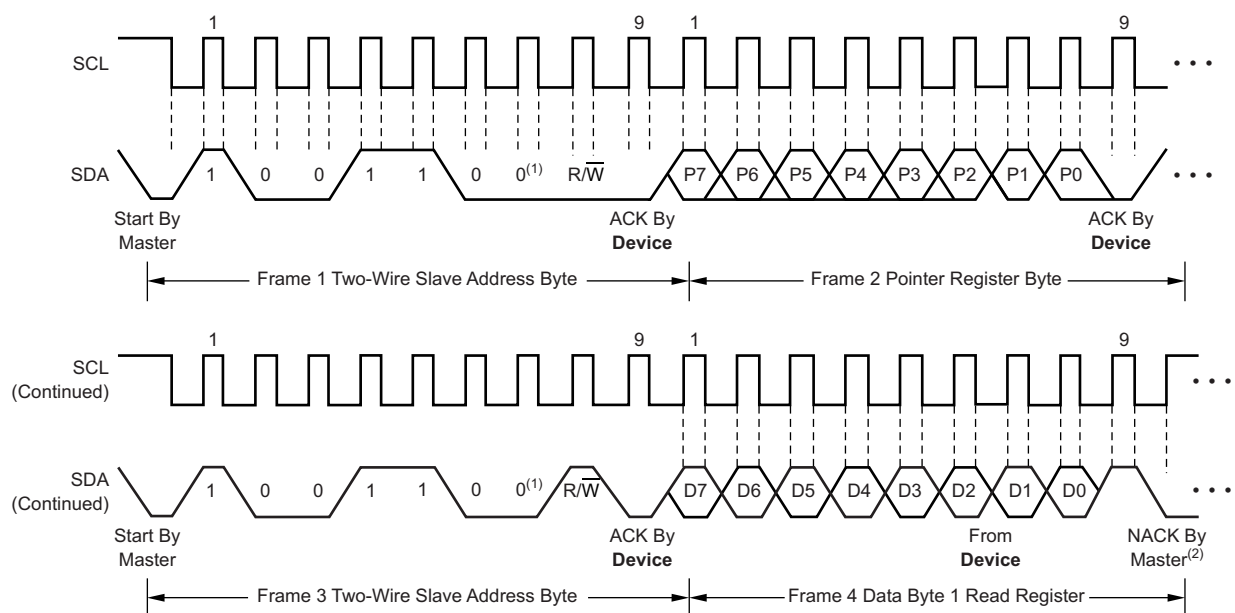 1 9 1 9
SCL
• • •
SDA 1 0 0 1 1 0 0(1) R/W̅ P7 P6 P5 P4 P3 P2 P1 P0 • • •
Start By ACK By ACK By
Master Device Device
Frame 1 Two-Wire Slave Address Byte Frame 2 Pointer Register Byte
1 9 1 9
SCL
(Continued)
• • •
SDA
(Continued) 1 0 0 1 1 0 0(1) R/W̅ D7 D6 D5 D4 D3 D2 D1 D0 • • •
Start By ACK By From NACK By
Master Device Device Master(2)
Frame 3 Two-Wire Slave Address Byte Frame 4 Data Byte 1 Read Register